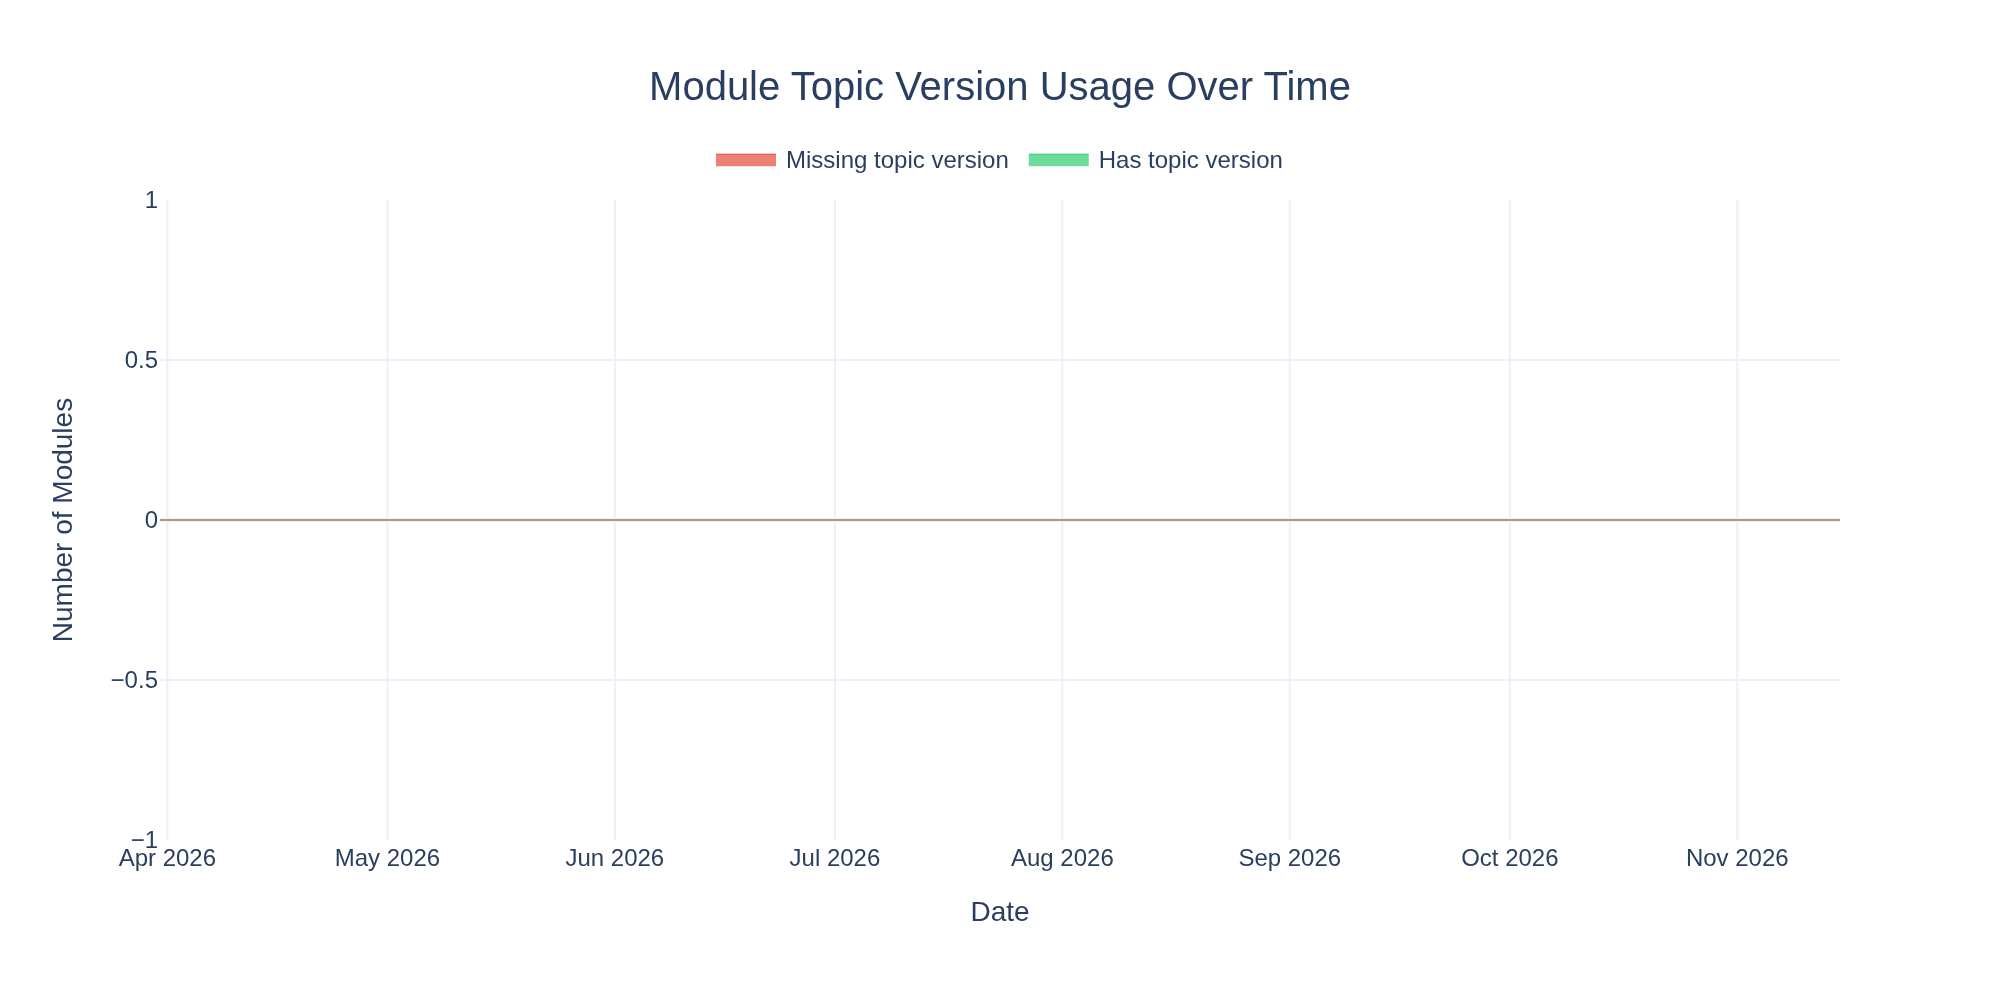 Module Topic Version Usage Over Time
Missing topic version Has topic version
1
0.5
0
−0.5
−1
Number of Modules
Apr 2026 May 2026 Jun 2026 Jul 2026 Aug 2026 Sep 2026 Oct 2026 Nov 2026
Date